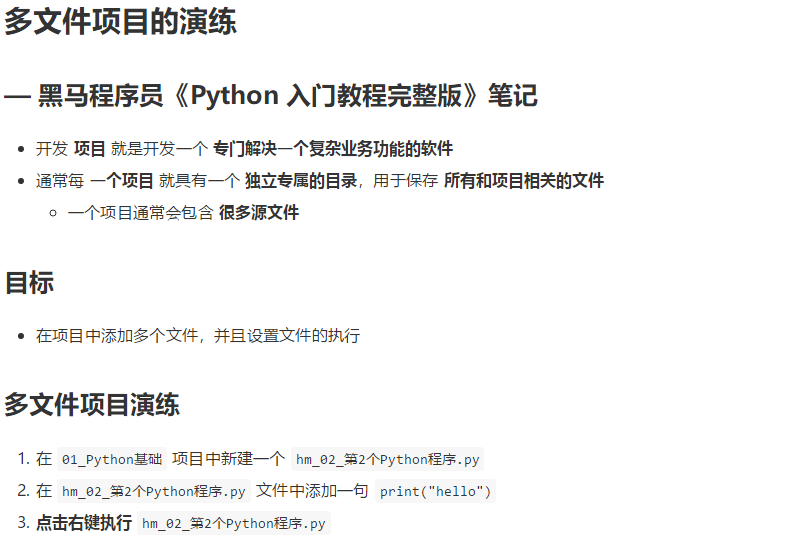 多文件项目的演练
— 黑马程序员《Python 入门教程完整版》笔记
• 开发 项目 就是开发一个 专门解决一个复杂业务功能的软件
• 通常每 一个项目 就具有一个 独立专属的目录，用于保存 所有和项目相关的文件
◦ 一个项目通常会包含 很多源文件
目标
• 在项目中添加多个文件，并且设置文件的执行
多文件项目演练
1. 在 01_Python基础 项目中新建一个 hm_02_第2个Python程序.py
2. 在 hm_02_第2个Python程序.py 文件中添加一句 print("hello")
3. 点击右键执行 hm_02_第2个Python程序.py